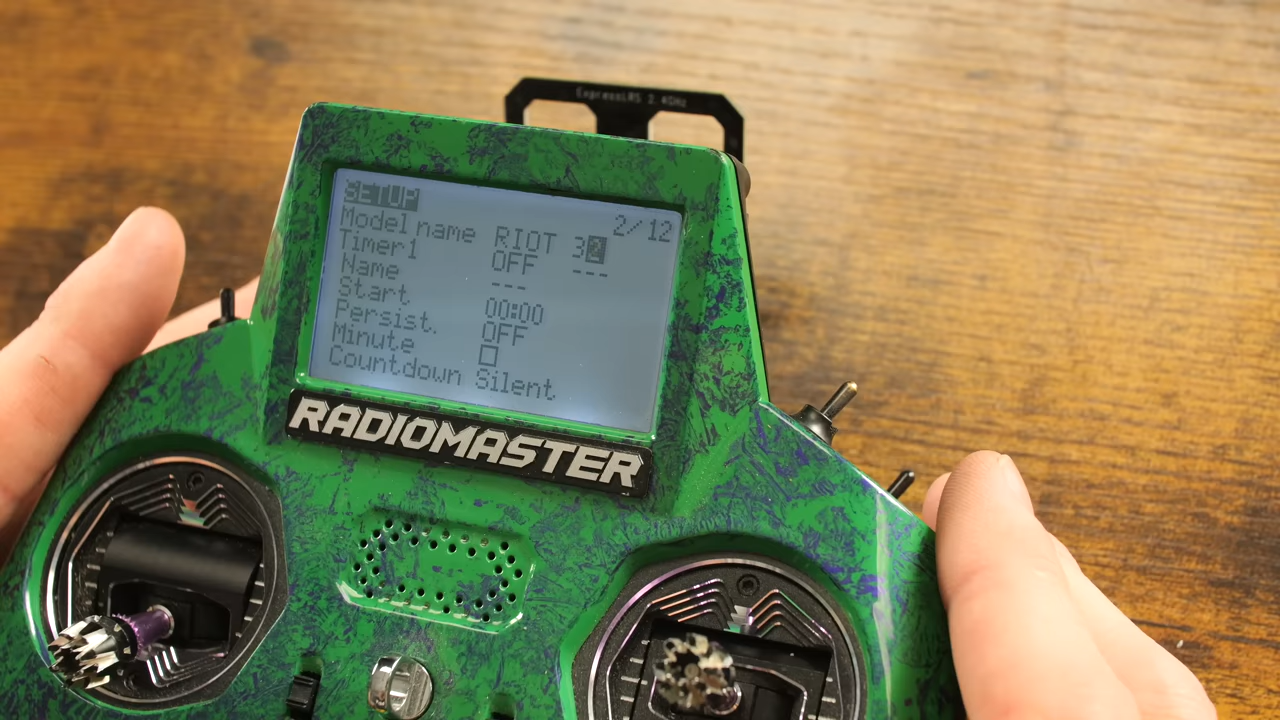 ExpressLRS 2.4GHz
SETUP 2/12
Model name RIOT 32
Timer1 OFF ---
Name ---
Start 00:00
Persist. OFF
Minute
Countdown Silent
RADIOMASTER